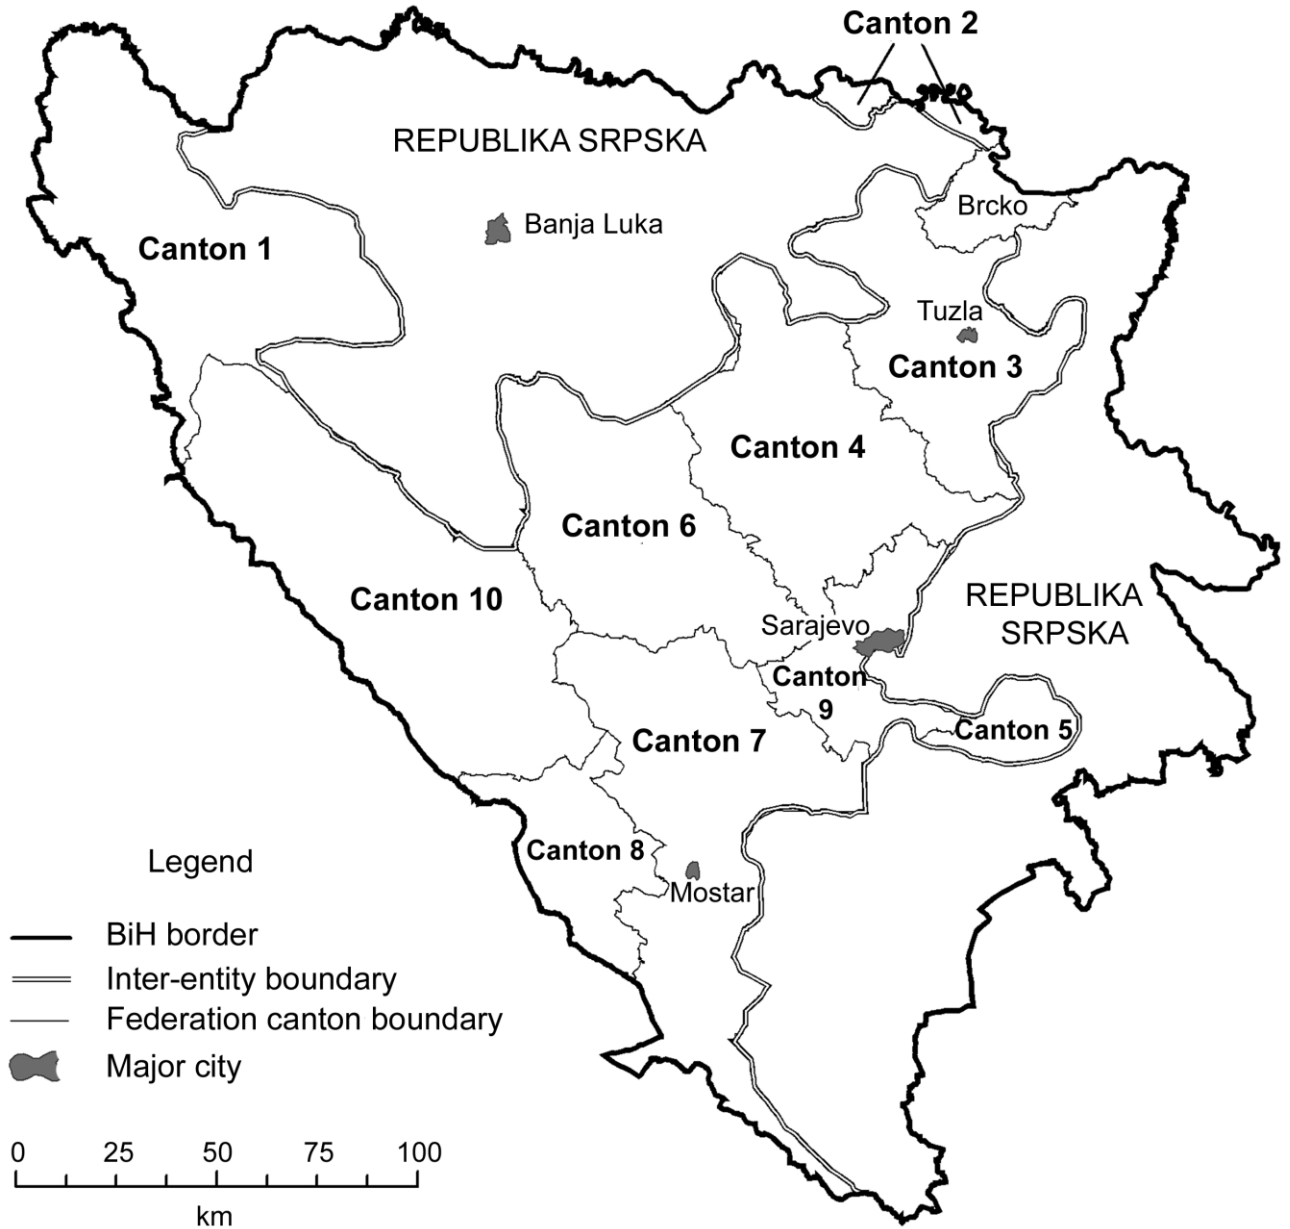 Canton 2
REPUBLIKA SRPSKA
Brcko
Banja Luka
Canton 1
Tuzla
Canton 3
Canton 4
Canton 6
Canton 10
REPUBLIKA
SRPSKA
Sarajevo
Canton
9
Canton 5
Canton 7
Canton 8
Mostar
Legend
BiH border
Inter-entity boundary
Federation canton boundary
Major city
0 25 50 75 100
km